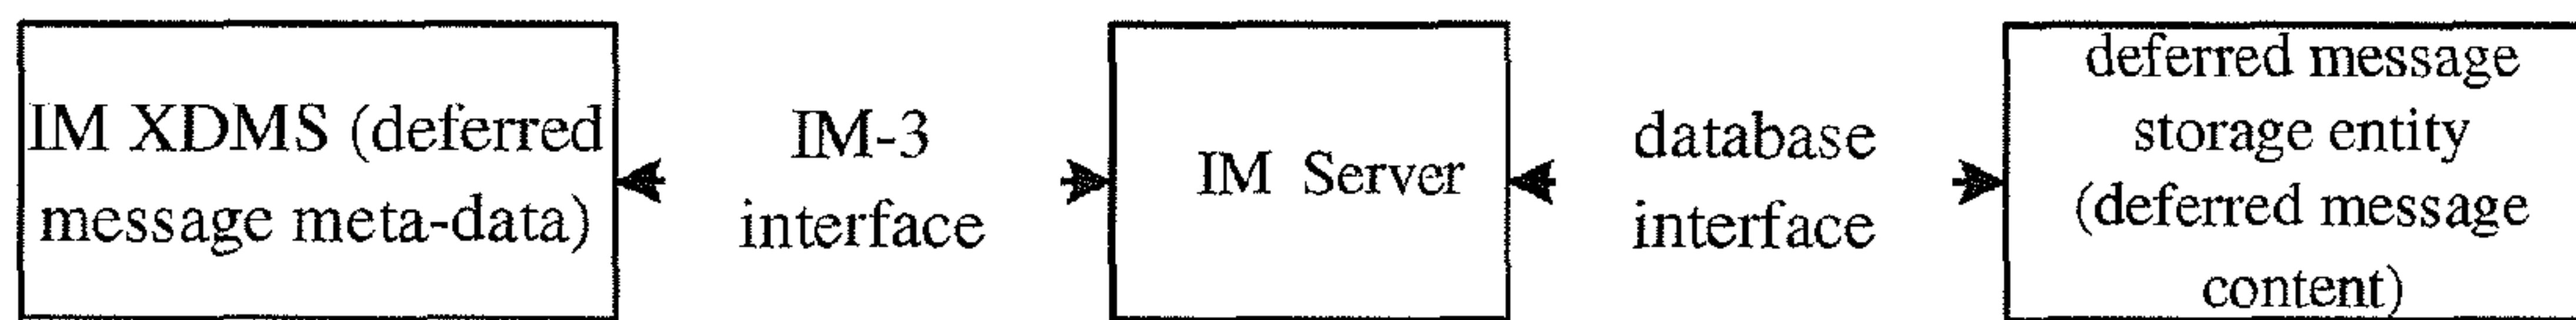 IM XDMS (deferred
message meta-data)
IM-3
interface
IM Server
database
interface
deferred message
storage entity
(deferred message
content)